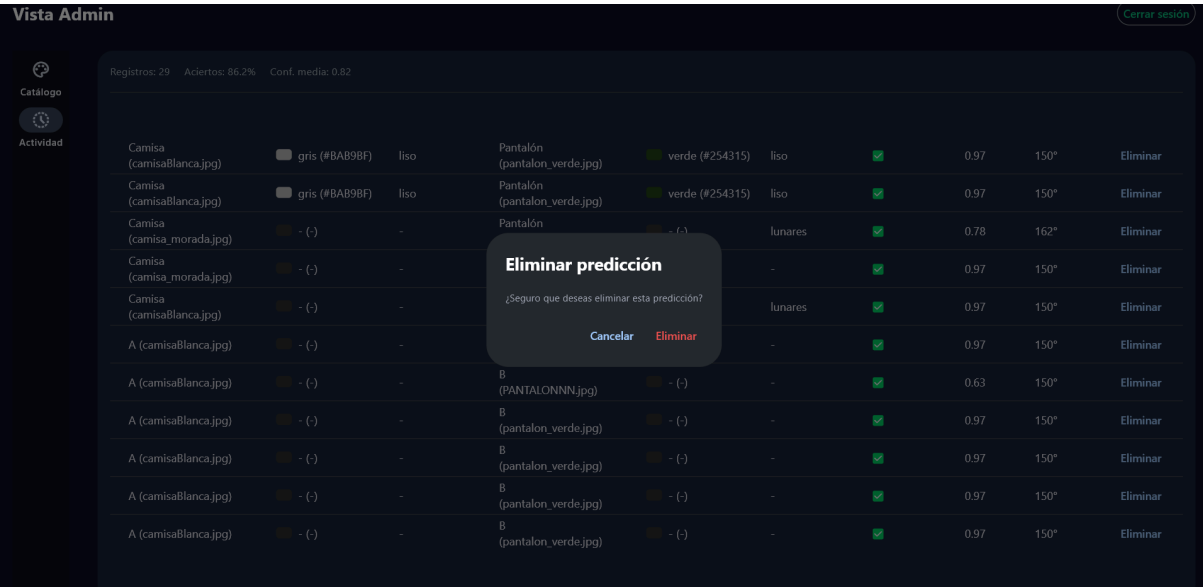 Vista Admin
Cerrar sesión
Catálogo
Actividad
Registros: 29 Aciertos: 86.2% Conf. media: 0.82
Camisa (camisaBlanca.jpg) gris (#BAB9BF) liso Pantalón (pantalon_verde.jpg) verde (#254315) liso 0.97 150° Eliminar
Camisa (camisaBlanca.jpg) gris (#BAB9BF) liso Pantalón (pantalon_verde.jpg) verde (#254315) liso 0.97 150° Eliminar
Camisa (camisa_morada.jpg) - (-) - Pantalón - (-) lunares 0.78 162° Eliminar
Camisa (camisa_morada.jpg) - (-) - - 0.97 150° Eliminar
Camisa (camisaBlanca.jpg) - (-) - lunares 0.97 150° Eliminar
A (camisaBlanca.jpg) - (-) - - 0.97 150° Eliminar
A (camisaBlanca.jpg) - (-) - B (PANTALONNN.jpg) - (-) - 0.63 150° Eliminar
A (camisaBlanca.jpg) - (-) - B (pantalon_verde.jpg) - (-) - 0.97 150° Eliminar
A (camisaBlanca.jpg) - (-) - B (pantalon_verde.jpg) - (-) - 0.97 150° Eliminar
A (camisaBlanca.jpg) - (-) - B (pantalon_verde.jpg) - (-) - 0.97 150° Eliminar
A (camisaBlanca.jpg) - (-) - B (pantalon_verde.jpg) - (-) - 0.97 150° Eliminar
Eliminar predicción
¿Seguro que deseas eliminar esta predicción?
Cancelar Eliminar